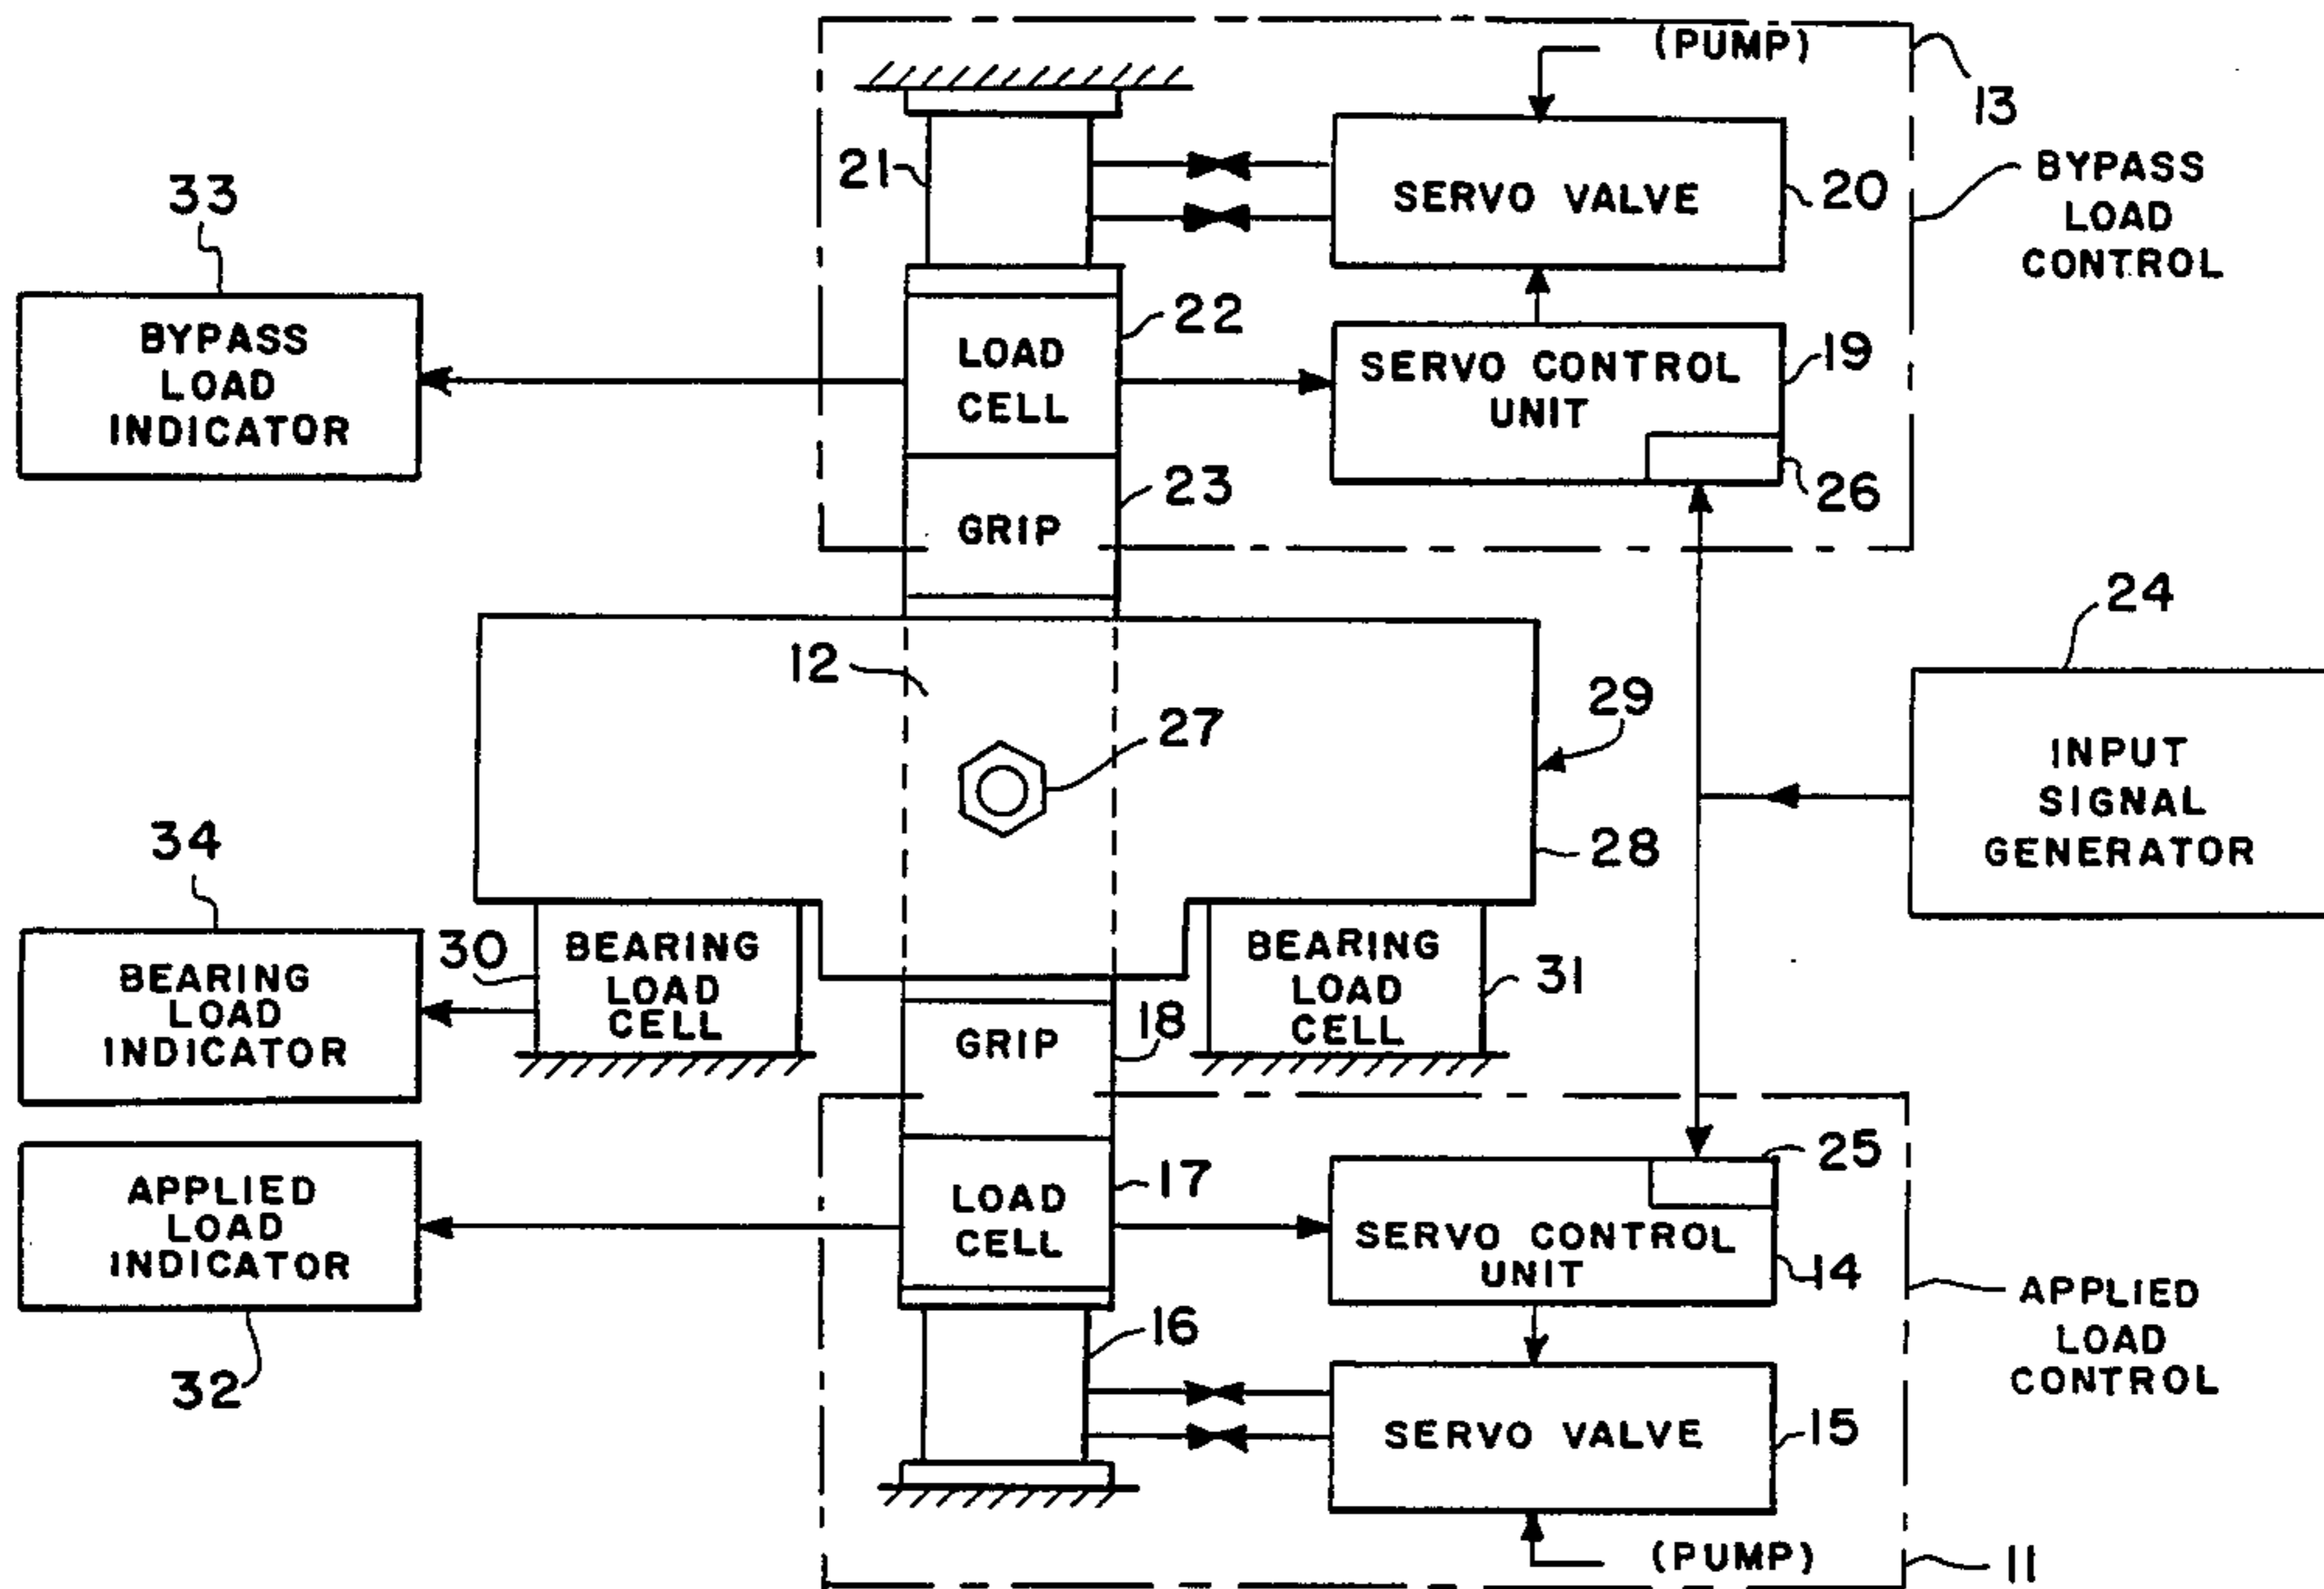 (PUMP)
13
21
SERVO VALVE
20
BYPASS
LOAD
CONTROL
33
BYPASS
LOAD
INDICATOR
LOAD
CELL
22
SERVO CONTROL
UNIT
19
26
GRIP
23
24
12
27
29
28
INPUT
SIGNAL
GENERATOR
34
BEARING
LOAD
INDICATOR
30
BEARING
LOAD
CELL
BEARING
LOAD
CELL
31
GRIP
18
APPLIED
LOAD
INDICATOR
32
LOAD
CELL
17
25
SERVO CONTROL
UNIT
14
APPLIED
LOAD
CONTROL
16
SERVO VALVE
15
(PUMP)
11